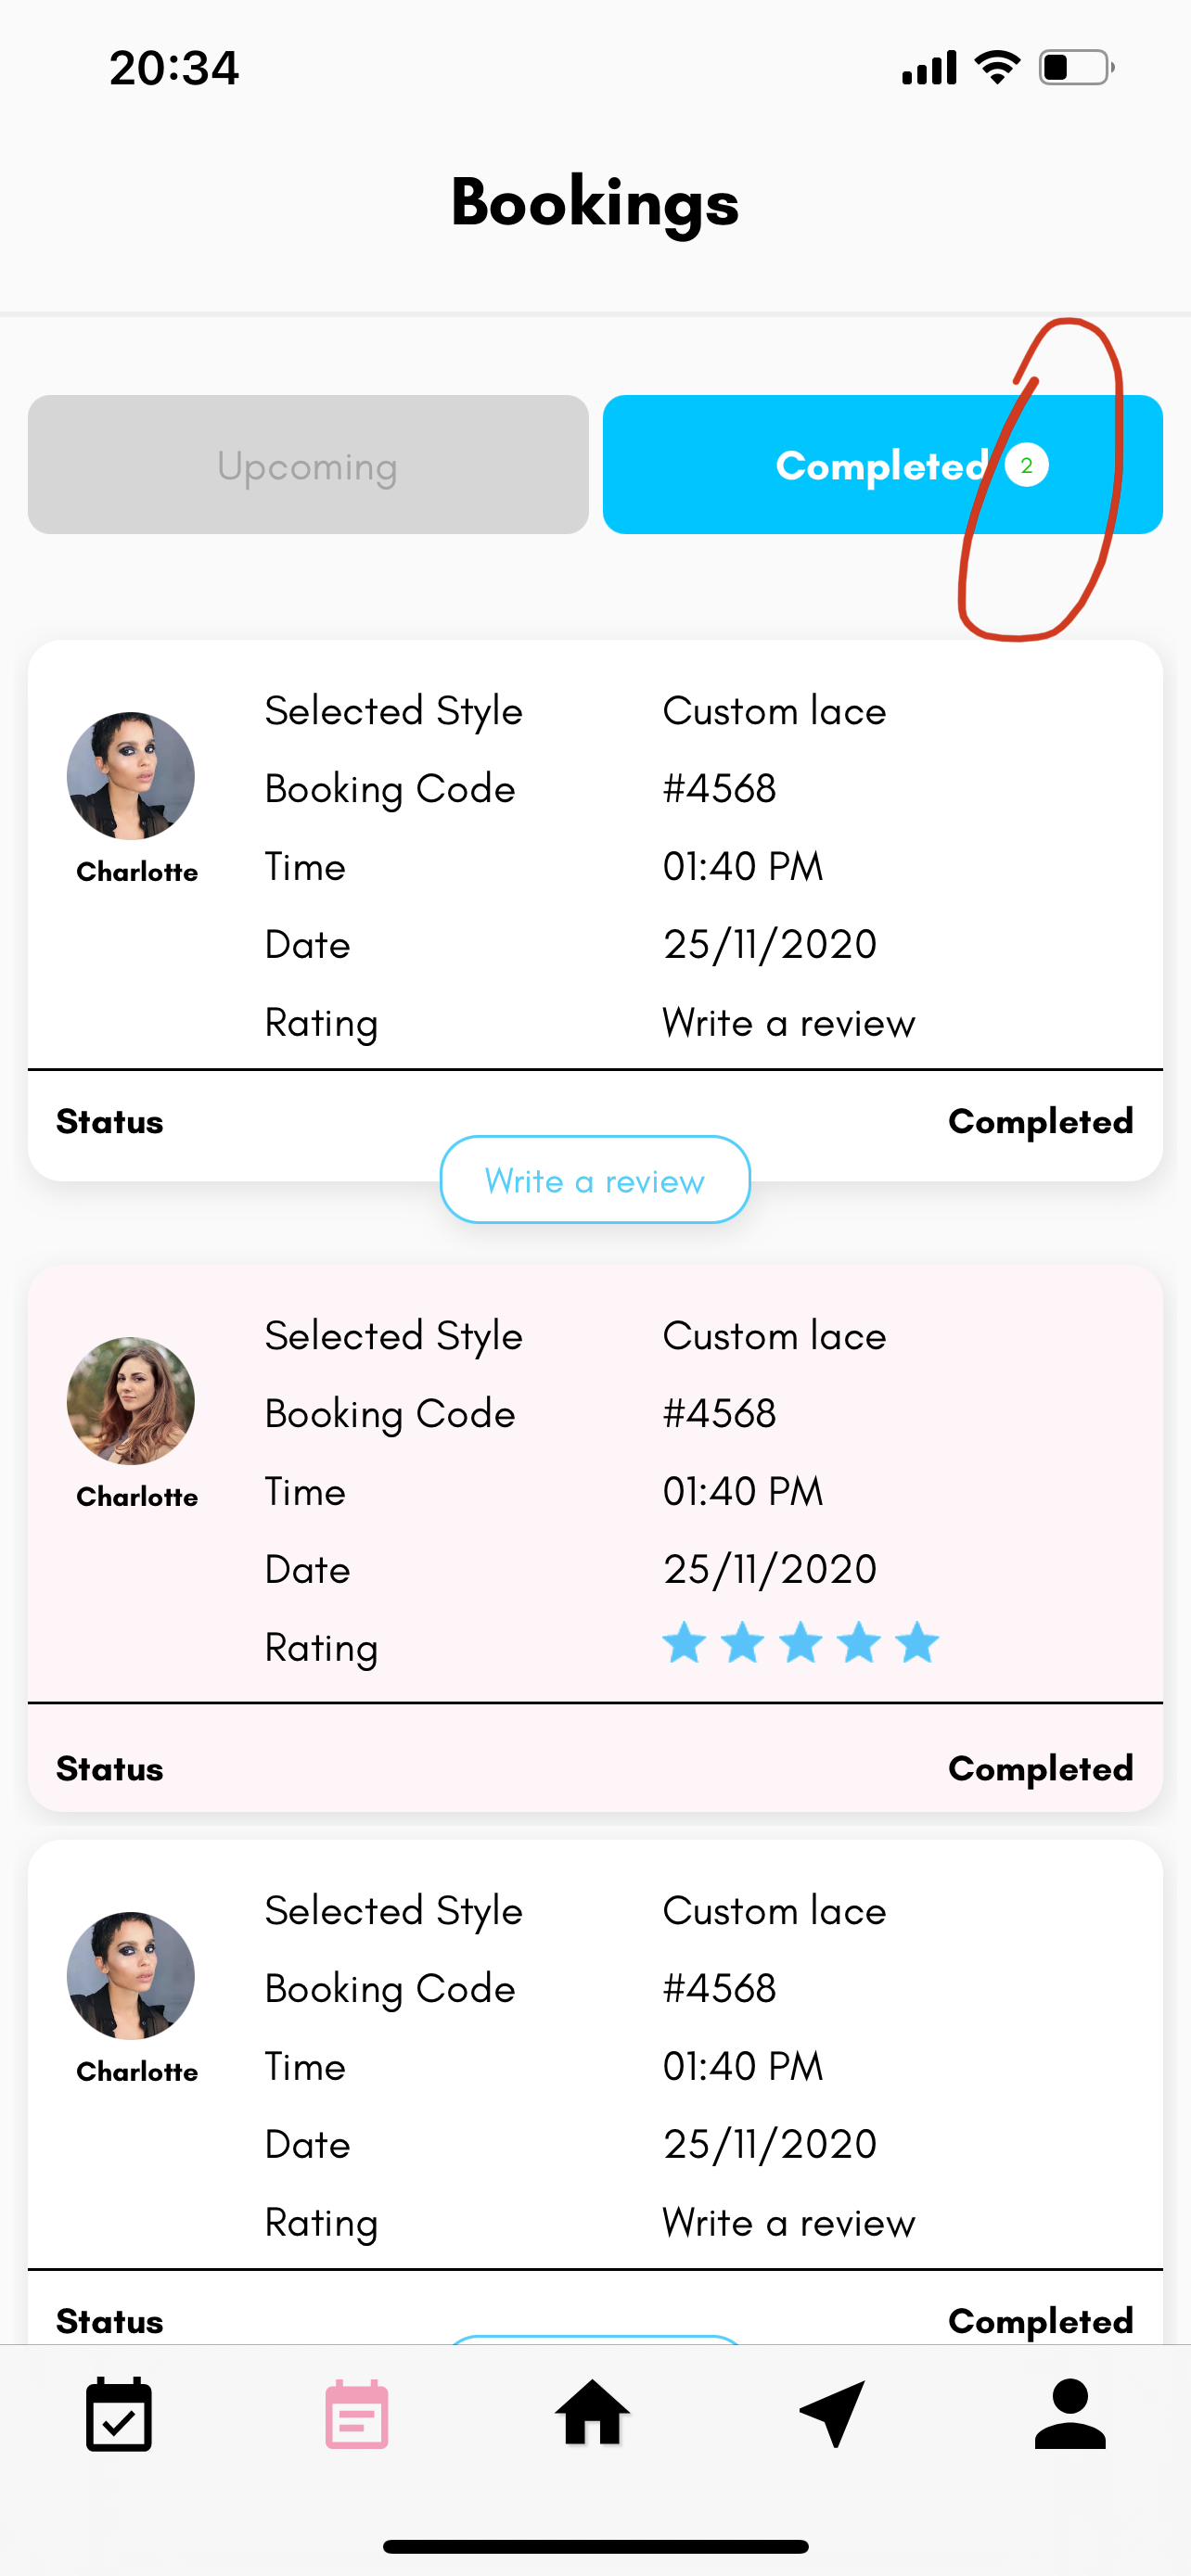 20:34
Bookings
Upcoming
Completed 2
Selected Style Custom lace
Booking Code #4568
Charlotte
Time 01:40 PM
Date 25/11/2020
Rating Write a review
Status Completed
Write a review
Selected Style Custom lace
Booking Code #4568
Charlotte
Time 01:40 PM
Date 25/11/2020
Rating
Status Completed
Selected Style Custom lace
Booking Code #4568
Charlotte
Time 01:40 PM
Date 25/11/2020
Rating Write a review
Status Completed